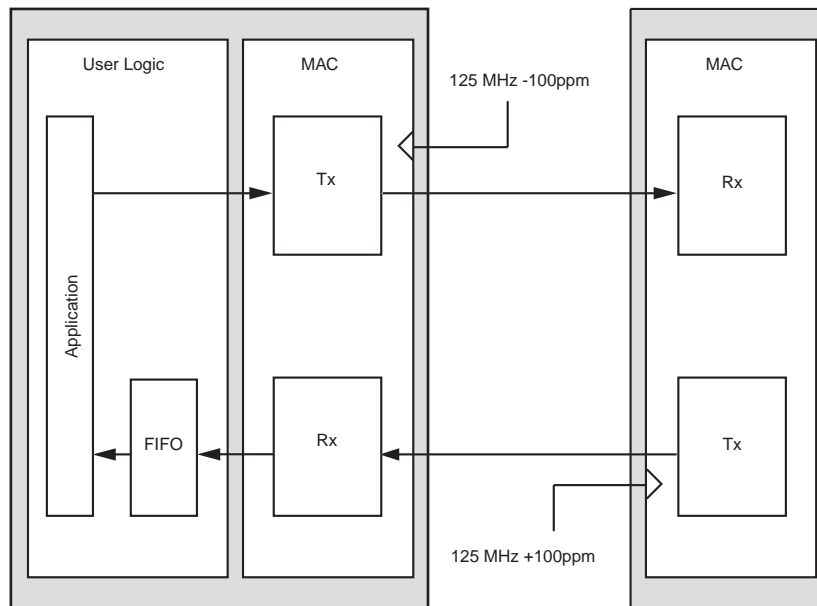 User Logic
MAC
MAC
125 MHz -100ppm
Tx
Rx
Application
FIFO
Rx
Tx
125 MHz +100ppm